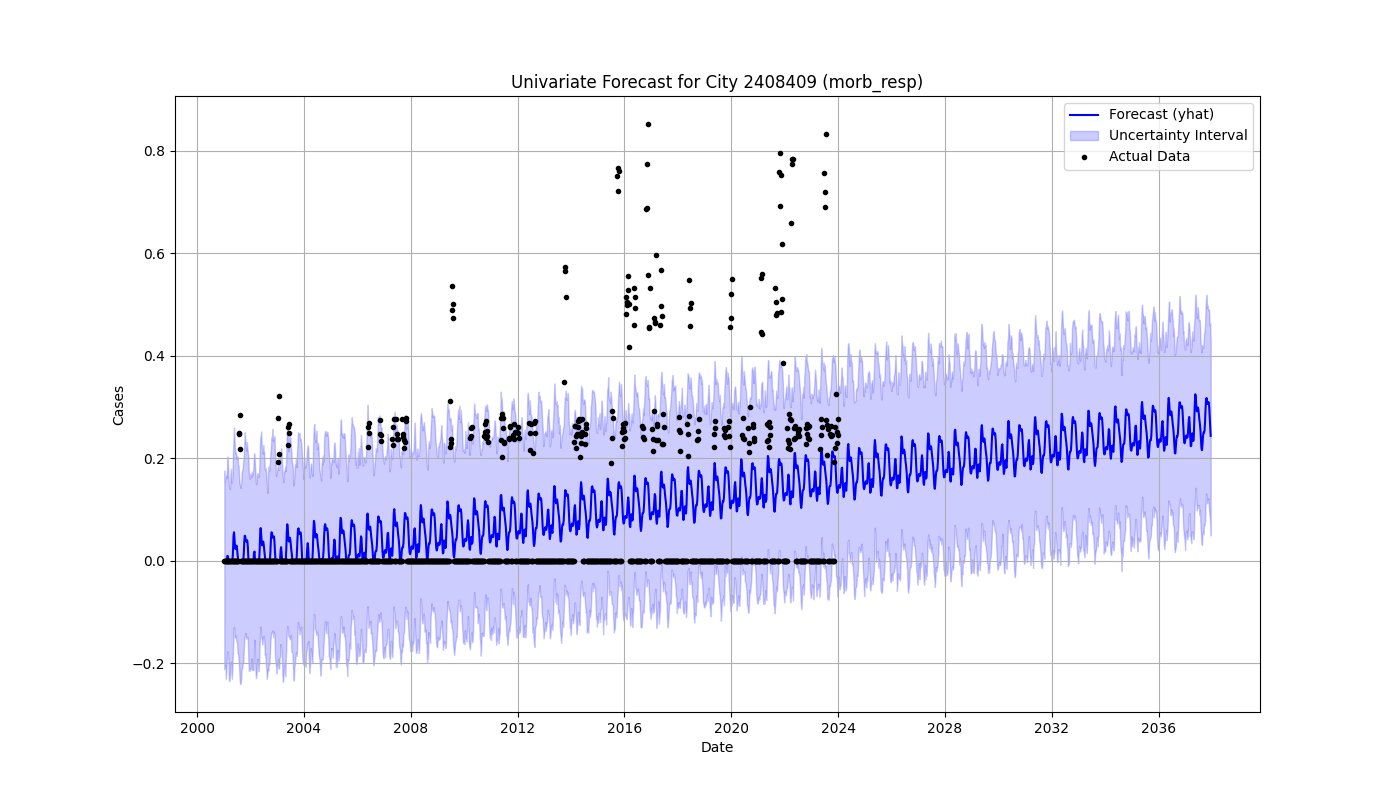 Univariate Forecast for City 2408409 (morb_resp)
Forecast (yhat)
Uncertainty Interval
Actual Data
Cases
0.8
0.6
0.4
0.2
0.0
−0.2
2000 2004 2008 2012 2016 2020 2024 2028 2032 2036
Date